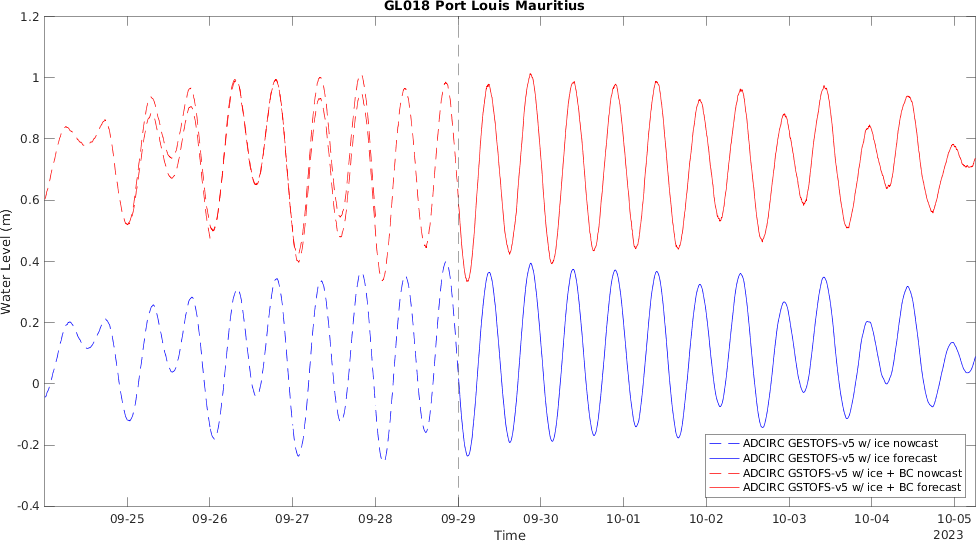 GL018 Port Louis Mauritius
1.2
1
0.8
0.6
0.4
0.2
0
-0.2
-0.4
Water Level (m)
ADCIRC GESTOFS-v5 w/ ice nowcast
ADCIRC GESTOFS-v5 w/ ice forecast
ADCIRC GSTOFS-v5 w/ ice + BC nowcast
ADCIRC GSTOFS-v5 w/ ice + BC forecast
09-25 09-26 09-27 09-28 09-29 09-30 10-01 10-02 10-03 10-04 10-05
Time
2023